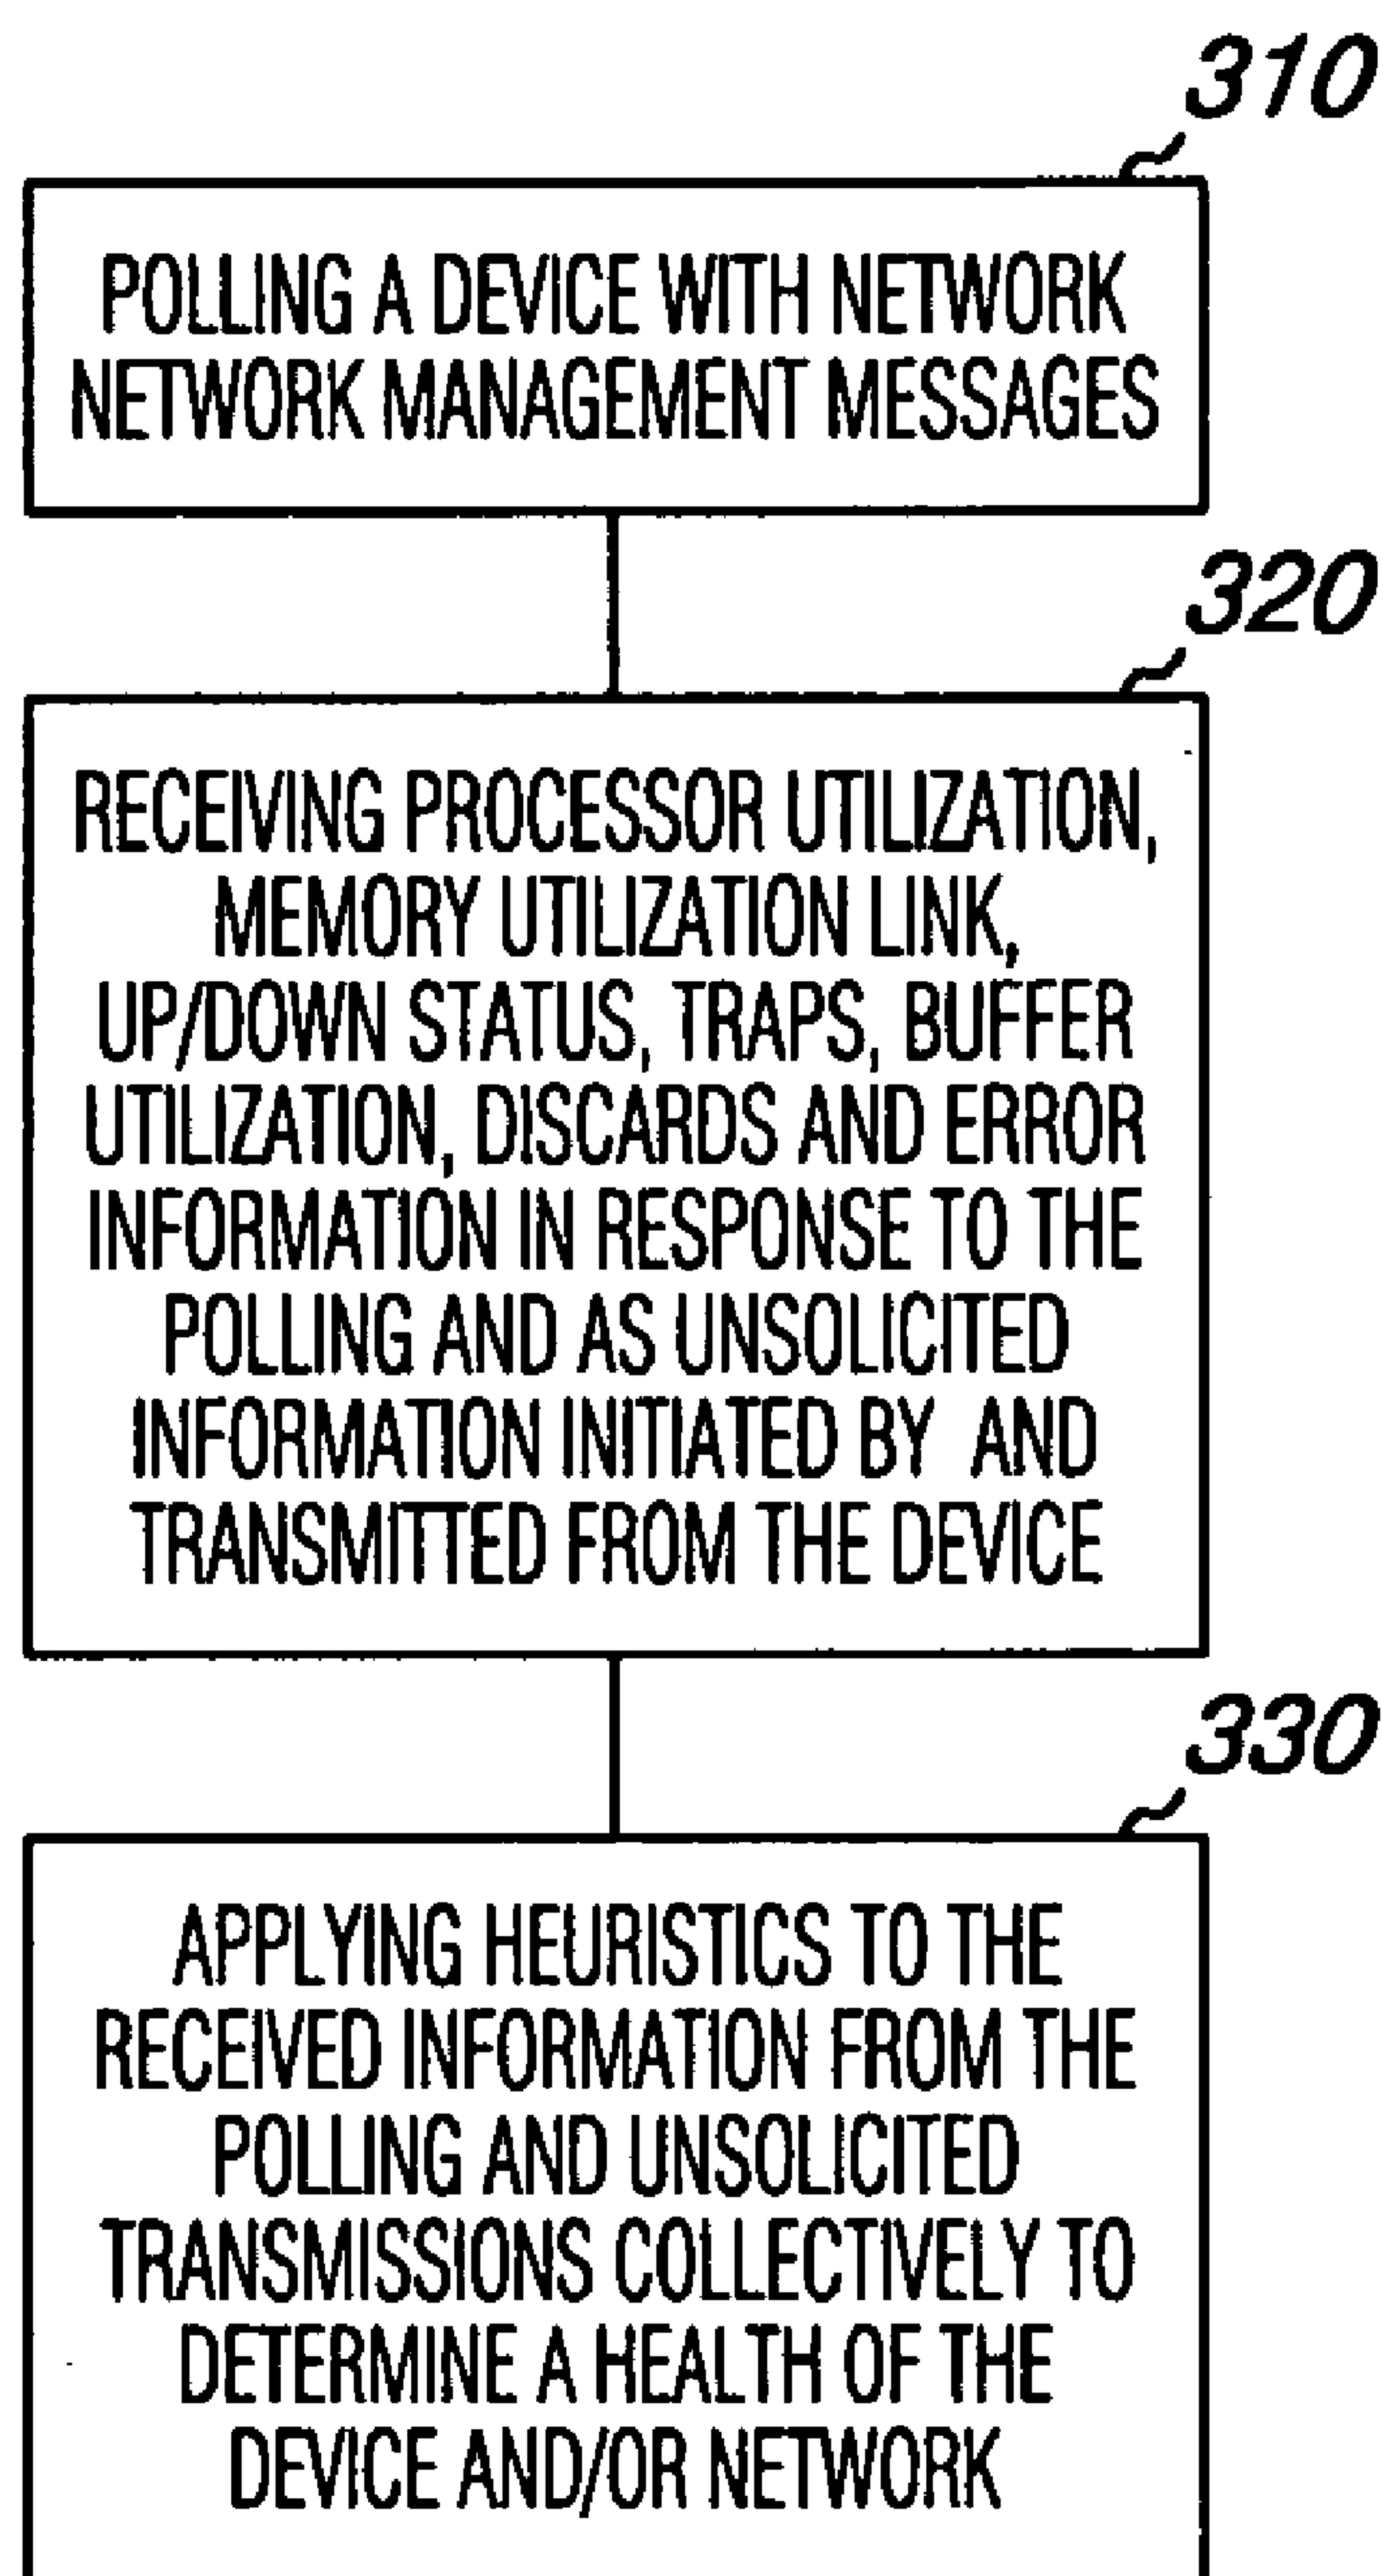 310
POLLING A DEVICE WITH NETWORK
NETWORK MANAGEMENT MESSAGES
320
RECEIVING PROCESSOR UTILIZATION,
MEMORY UTILIZATION LINK,
UP/DOWN STATUS, TRAPS, BUFFER
UTILIZATION, DISCARDS AND ERROR
INFORMATION IN RESPONSE TO THE
POLLING AND AS UNSOLICITED
INFORMATION INITIATED BY AND
TRANSMITTED FROM THE DEVICE
330
APPLYING HEURISTICS TO THE
RECEIVED INFORMATION FROM THE
POLLING AND UNSOLICITED
TRANSMISSIONS COLLECTIVELY TO
DETERMINE A HEALTH OF THE
DEVICE AND/OR NETWORK